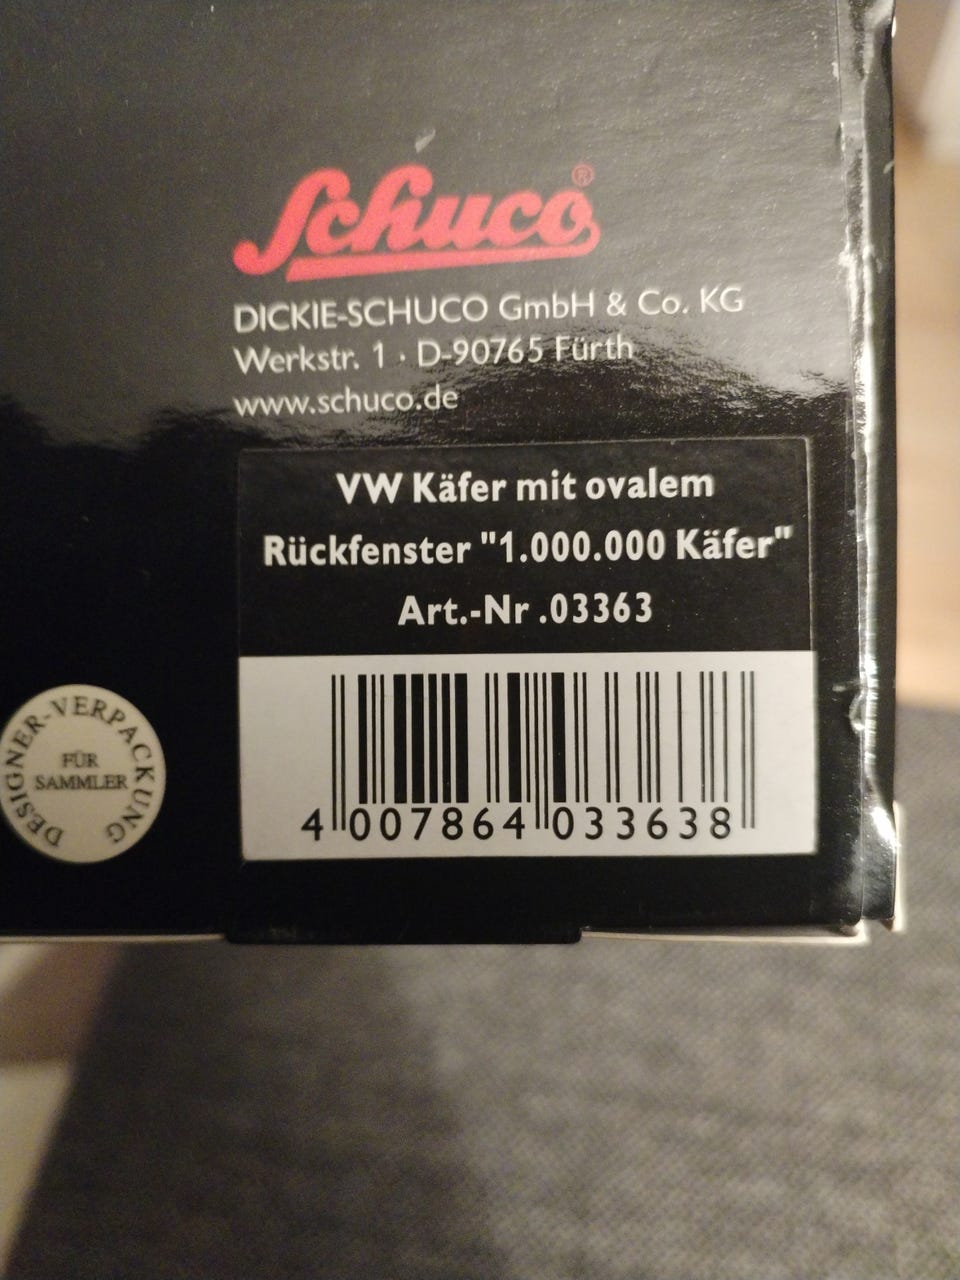 Schuco®
DICKIE-SCHUCO GmbH & Co. KG
Werkstr. 1 · D-90765 Fürth
www.schuco.de
VW Käfer mit ovalem
Rückfenster "1.000.000 Käfer"
Art.-Nr .03363
4 007864 033638
DESIGNER-VERPACKUNG
FÜR
SAMMLER